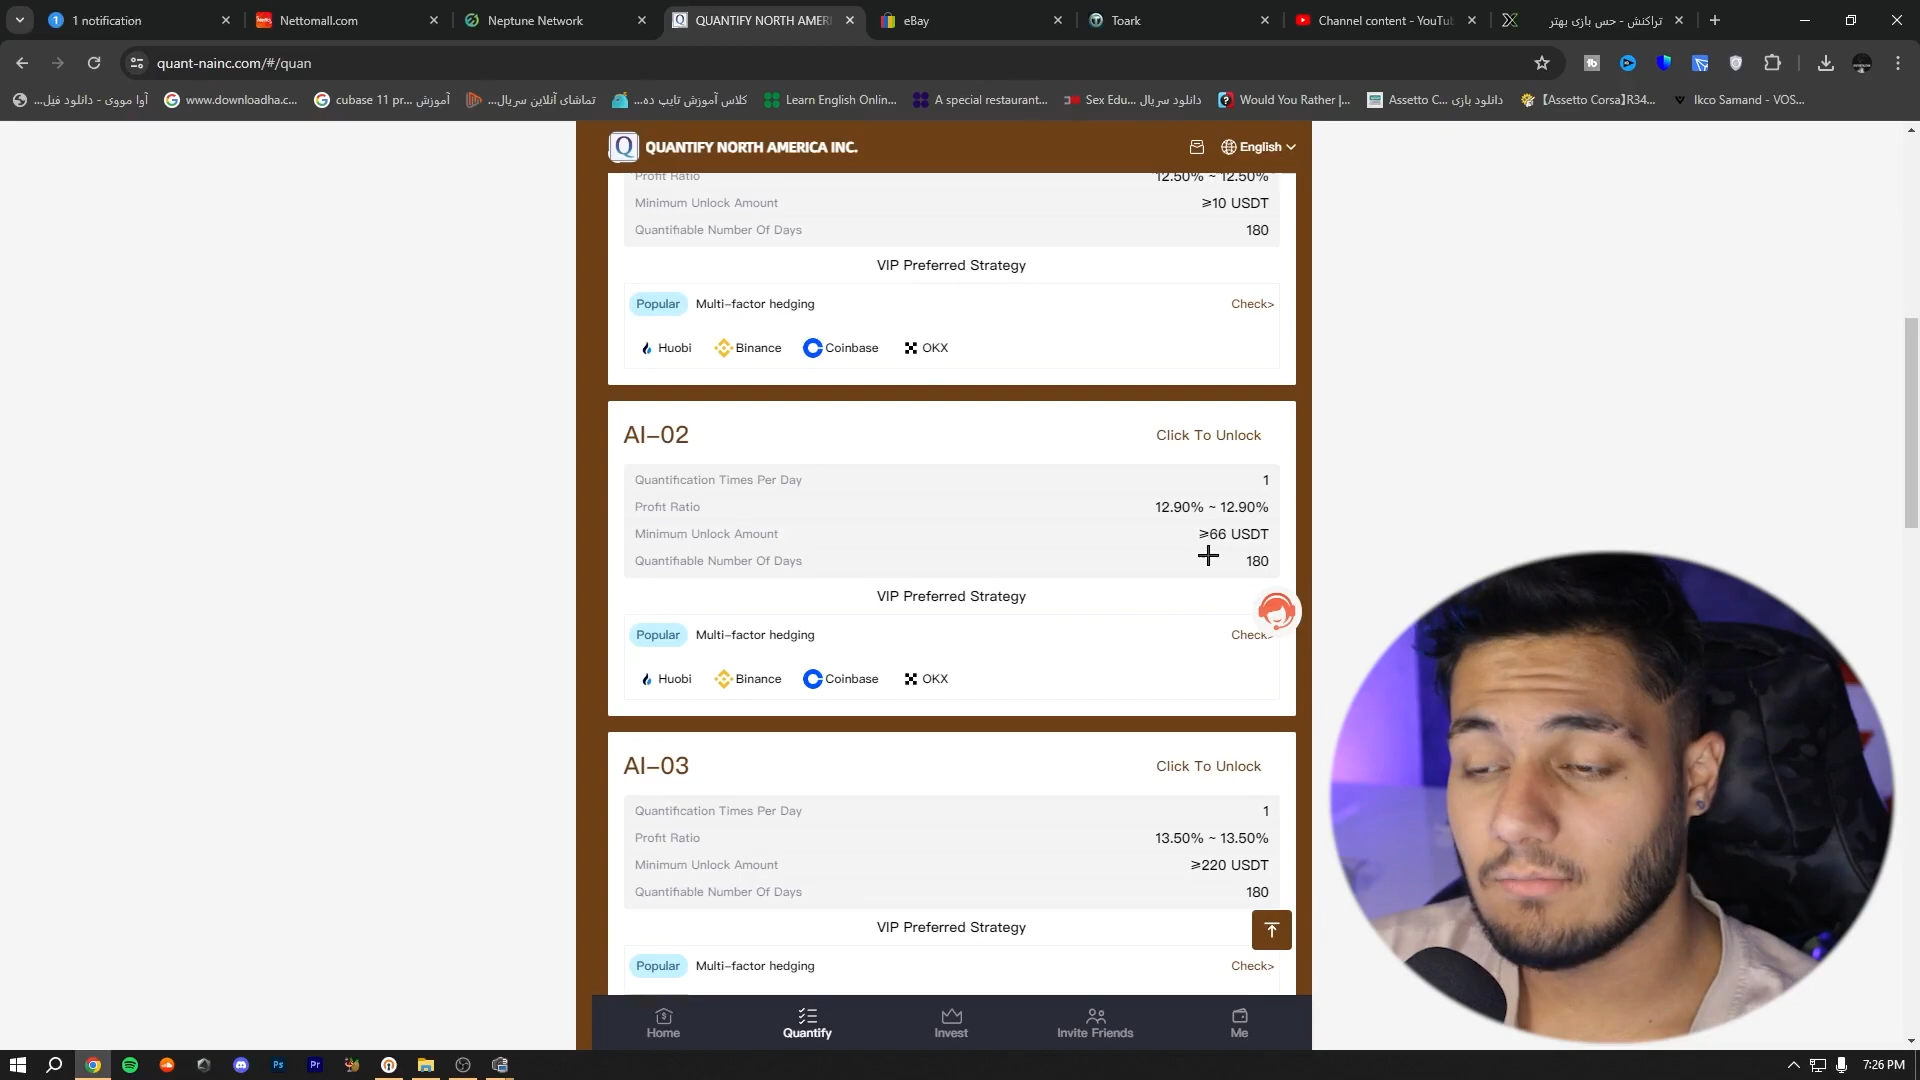 1 notification
Nettomall.com
Neptune Network
QUANTIFY NORTH AMERI
eBay
Toark
Channel content - YouTu
تراکنش - حس بازی بهتر
quant-nainc.com/#/quan
آوا مووی - دانلود فیل...
www.downloadha.c...
آموزش cubase 11 pr...
تماشای آنلاین سریال...
کلاس آموزش تایپ ده...
Learn English Onlin...
A special restaurant...
دانلود سریال Sex Edu...
Would You Rather |...
دانلود بازی Assetto C...
【Assetto Corsa】R34...
Ikco Samand - VOS...
Q QUANTIFY NORTH AMERICA INC.
English
Profit Ratio 12.50% ~ 12.50%
Minimum Unlock Amount ≥10 USDT
Quantifiable Number Of Days 180
VIP Preferred Strategy
Popular Multi-factor hedging Check>
Huobi Binance Coinbase OKX
AI-02 Click To Unlock
Quantification Times Per Day 1
Profit Ratio 12.90% ~ 12.90%
Minimum Unlock Amount ≥66 USDT
Quantifiable Number Of Days 180
VIP Preferred Strategy
Popular Multi-factor hedging Check>
Huobi Binance Coinbase OKX
AI-03 Click To Unlock
Quantification Times Per Day 1
Profit Ratio 13.50% ~ 13.50%
Minimum Unlock Amount ≥220 USDT
Quantifiable Number Of Days 180
VIP Preferred Strategy
Popular Multi-factor hedging Check>
Home Quantify Invest Invite Friends Me
Ps Pr
7:26 PM